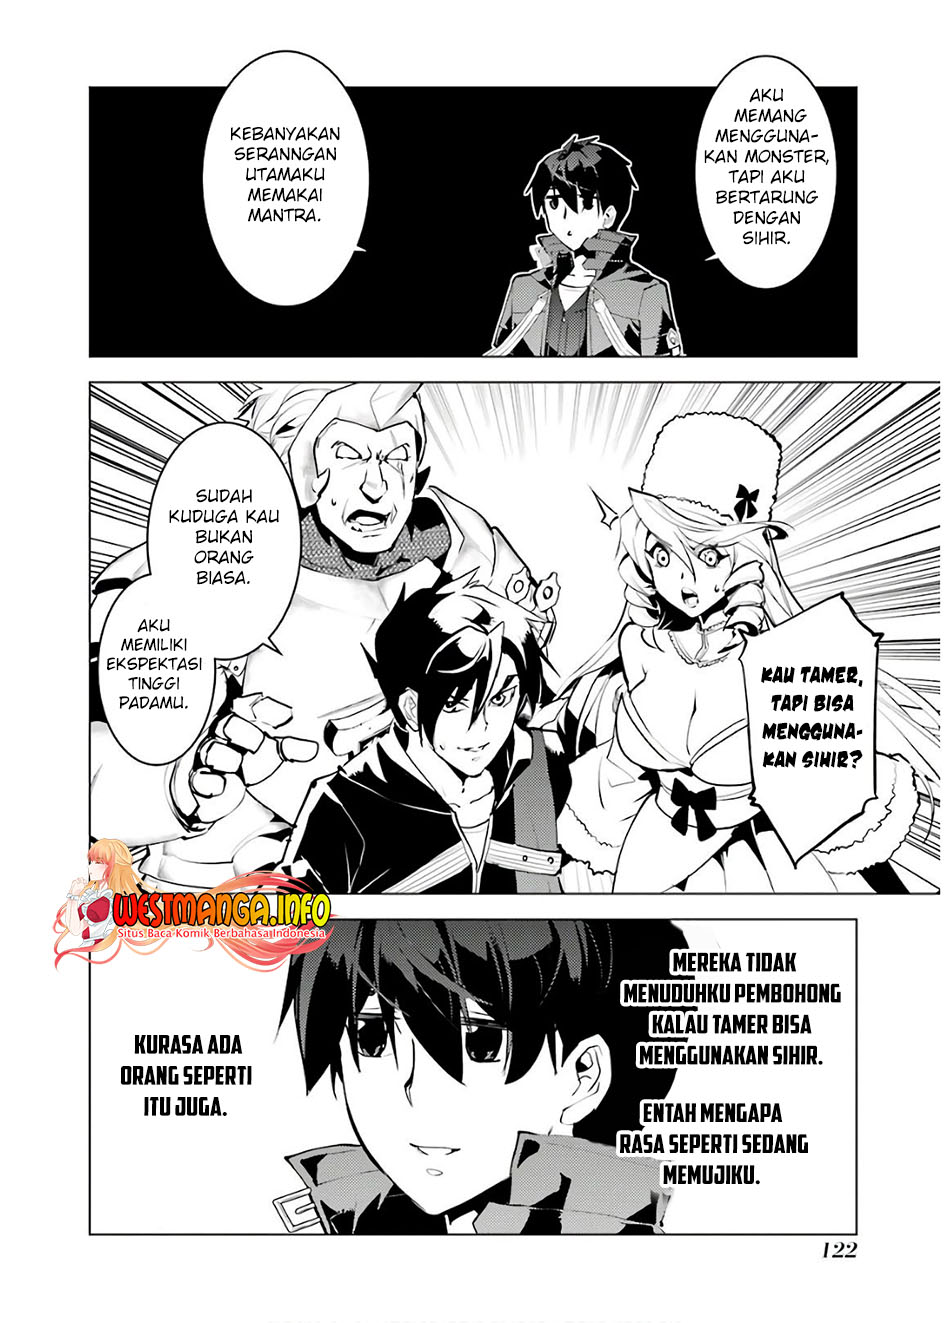 AKU
MEMANG
MENGGUNA-
KAN MONSTER,
TAPI AKU
BERTARUNG
DENGAN
SIHIR.
KEBANYAKAN
SERANNGAN
UTAMAKU
MEMAKAI
MANTRA.
KAU TAMER,
TAPI BISA
MENGGUNA-
KAN SIHIR?
SUDAH
KUDUGA KAU
BUKAN
ORANG
BIASA.
AKU
MEMILIKI
EKSPEKTASI
TINGGI
PADAMU.
WESTMANGA.INFO
Situs Baca Komik Berbahasa Indonesia
MEREKA TIDAK
MENUDUHKU PEMBOHONG
KALAU TAMER BISA
MENGGUNAKAN SIHIR.
ENTAH MENGAPA
RASA SEPERTI SEDANG
MEMUJIKU.
KURASA ADA
ORANG SEPERTI
ITU JUGA.
122